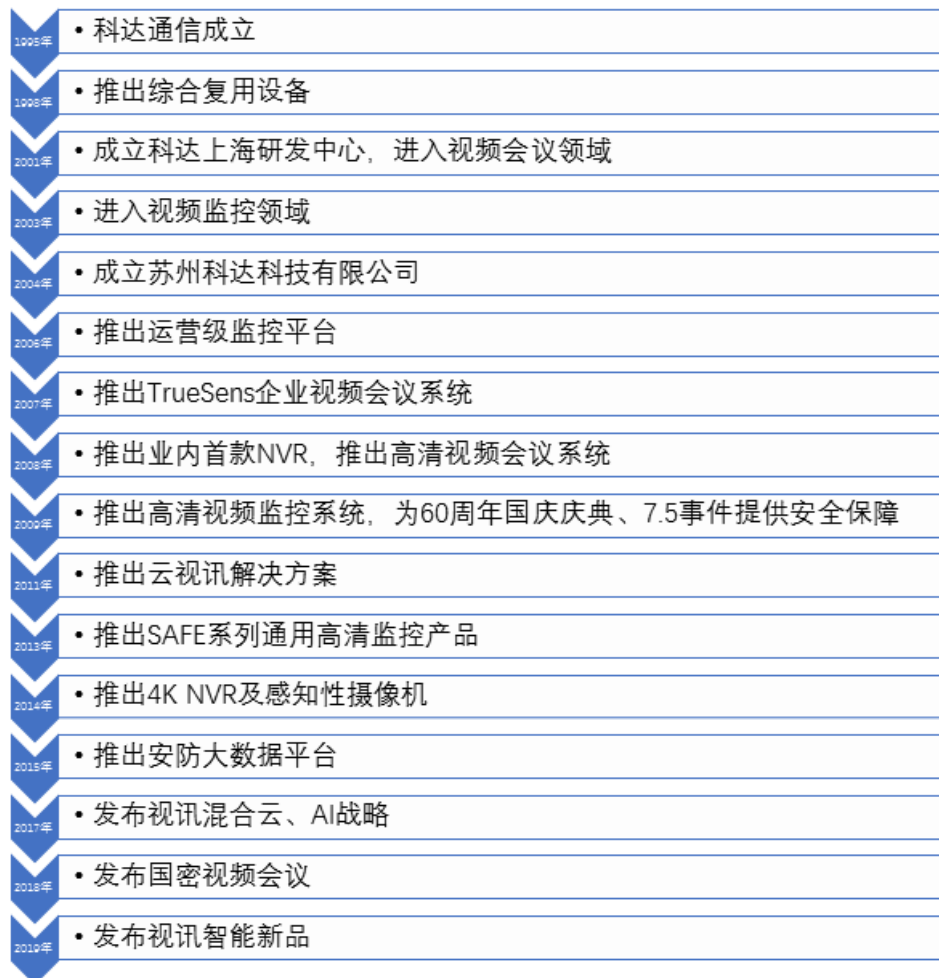 1995年
• 科达通信成立
1998年
• 推出综合复用设备
2001年
• 成立科达上海研发中心，进入视频会议领域
2003年
• 进入视频监控领域
2004年
• 成立苏州科达科技有限公司
2006年
• 推出运营级监控平台
2007年
• 推出TrueSens企业视频会议系统
2008年
• 推出业内首款NVR，推出高清视频会议系统
2009年
• 推出高清视频监控系统，为60周年国庆庆典、7.5事件提供安全保障
2011年
• 推出云视讯解决方案
2013年
• 推出SAFE系列通用高清监控产品
2014年
• 推出4K NVR及感知性摄像机
2015年
• 推出安防大数据平台
2017年
• 发布视讯混合云、AI战略
2018年
• 发布国密视频会议
2019年
• 发布视讯智能新品